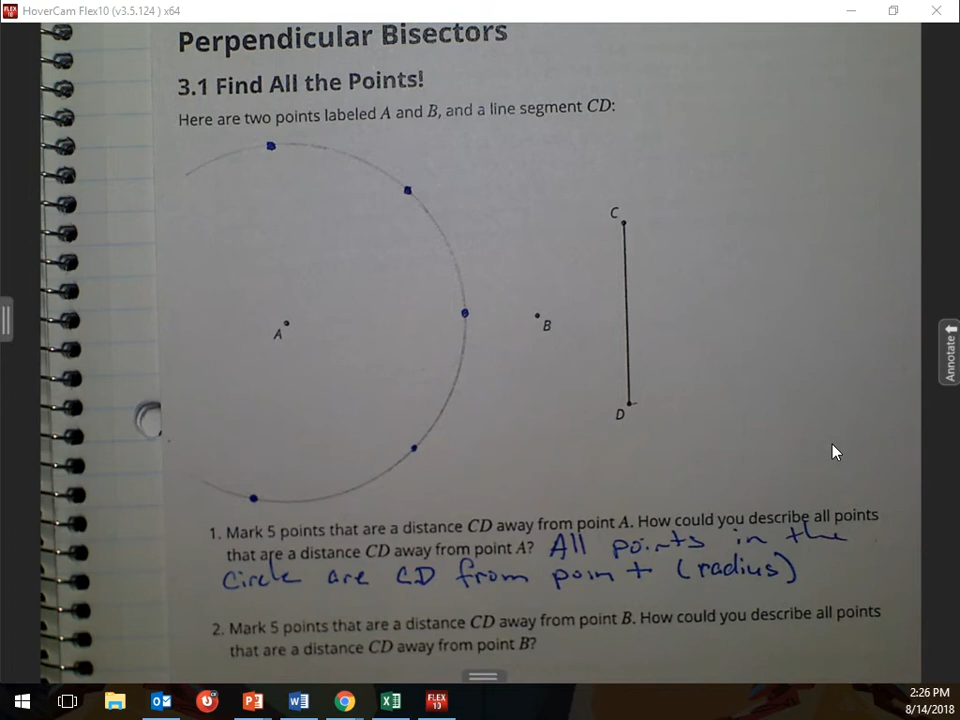 HoverCam Flex10 (v3.5.124 ) x64
Perpendicular Bisectors
3.1 Find All the Points!
Here are two points labeled A and B, and a line segment CD:
C
A
B
D
Annotate
1. Mark 5 points that are a distance CD away from point A. How could you describe all points
that are a distance CD away from point A? All points in the
Circle are CD from point (radius)
2. Mark 5 points that are a distance CD away from point B. How could you describe all points
that are a distance CD away from point B?
FLEX 10
2:26 PM
8/14/2018